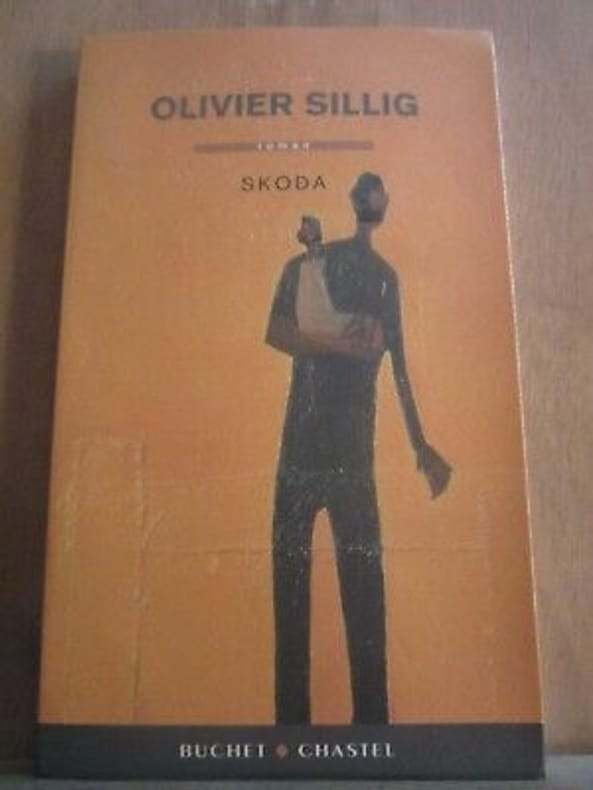 OLIVIER SILLIG
roman
SKODA
BUCHET • CHASTEL